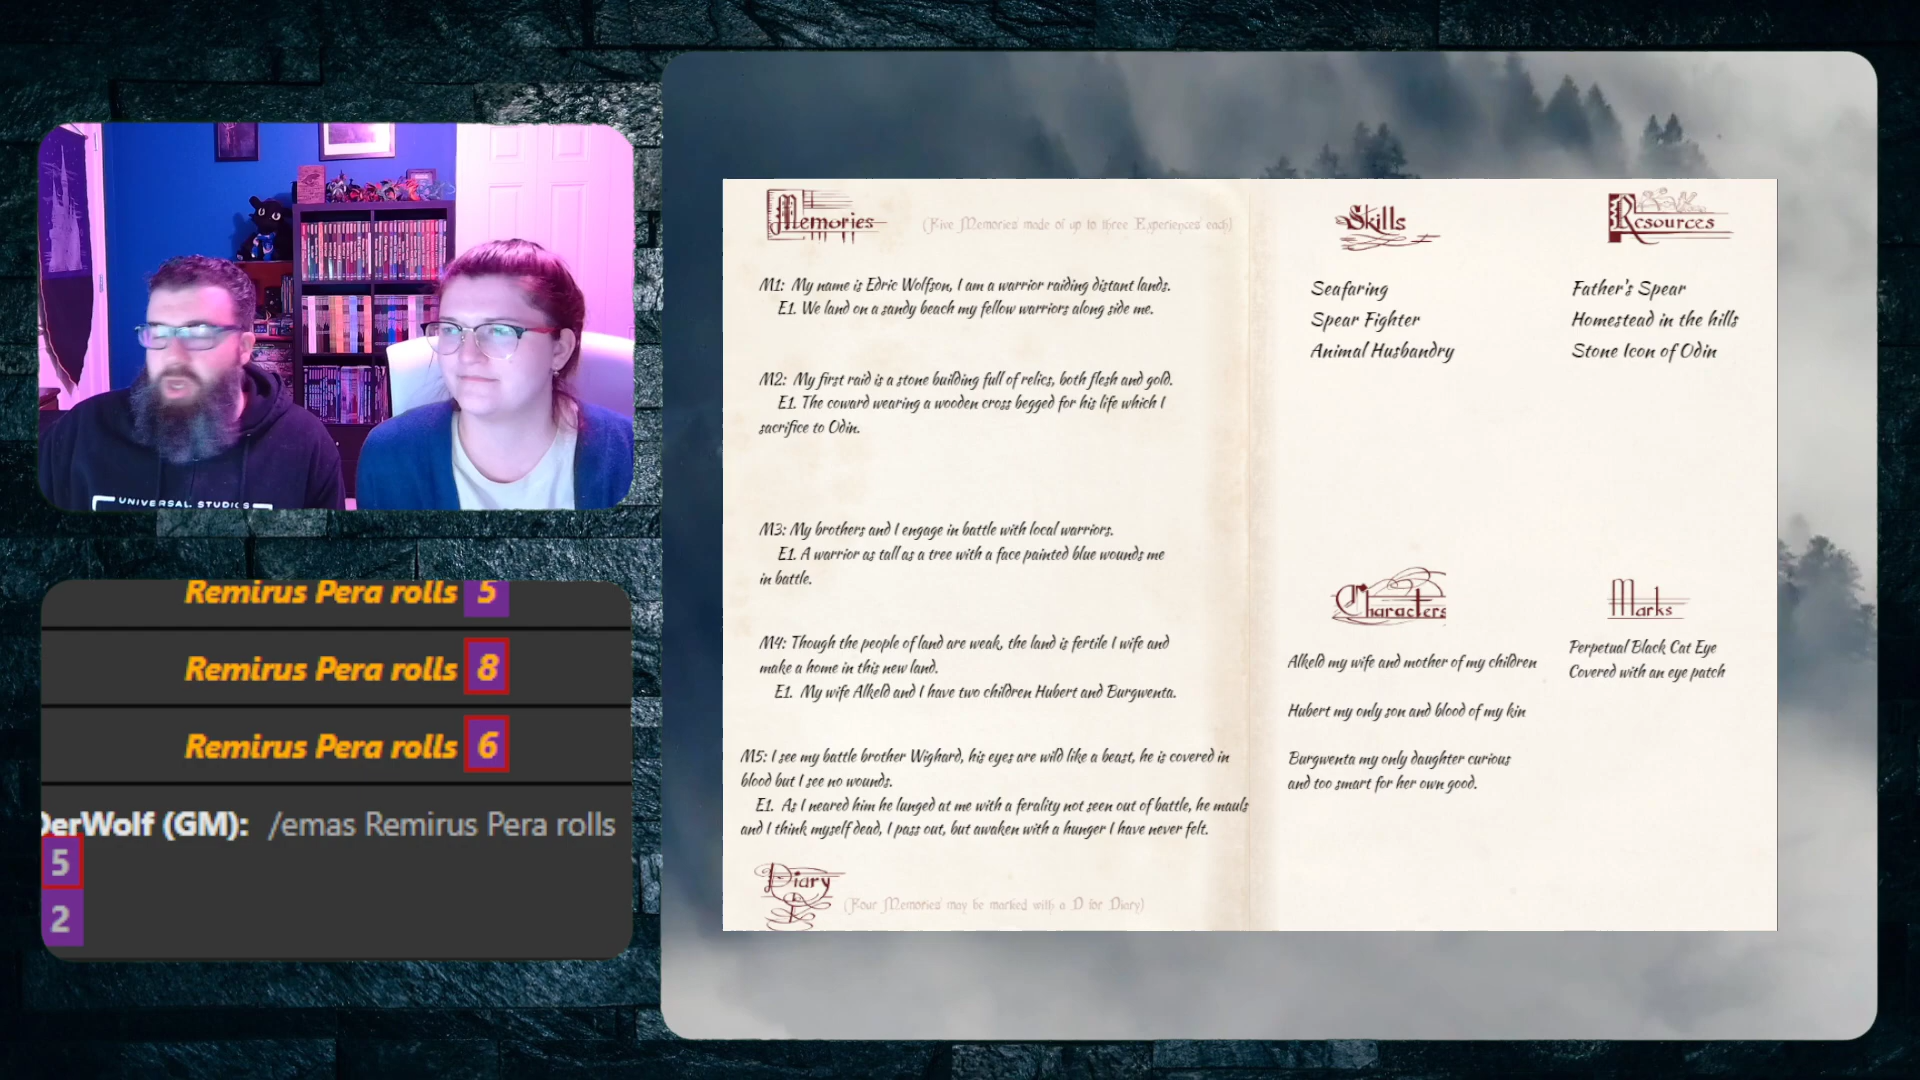 UNIVERSAL STUDIOS
Remirus Pera rolls 5
Remirus Pera rolls 8
Remirus Pera rolls 6
DerWolf (GM): /emas Remirus Pera rolls
5
2
Memories
(Five Memories made of up to three Experiences each)
M1: My name is Edric Wolfson, I am a warrior raiding distant lands.
E1. We land on a sandy beach my fellow warriors along side me.
M2: My first raid is a stone building full of relics, both flesh and gold.
E1. The coward wearing a wooden cross begged for his life which I
sacrifice to Odin.
M3: My brothers and I engage in battle with local warriors.
E1. A warrior as tall as a tree with a face painted blue wounds me
in battle.
M4: Though the people of land are weak, the land is fertile I wife and
make a home in this new land.
E1. My wife Alkeld and I have two children Hubert and Burgwenta.
M5: I see my battle brother Wighard, his eyes are wild like a beast, he is covered in
blood but I see no wounds.
E1. As I neared him he lunged at me with a ferality not seen out of battle, he mauls
and I think myself dead, I pass out, but awaken with a hunger I have never felt.
Diary
(Four Memories may be marked with a D for Diary)
Skills
Seafaring
Spear Fighter
Animal Husbandry
Resources
Father's Spear
Homestead in the hills
Stone Icon of Odin
Characters
Alkeld my wife and mother of my children
Hubert my only son and blood of my kin
Burgwenta my only daughter curious
and too smart for her own good.
Marks
Perpetual Black Cat Eye
Covered with an eye patch